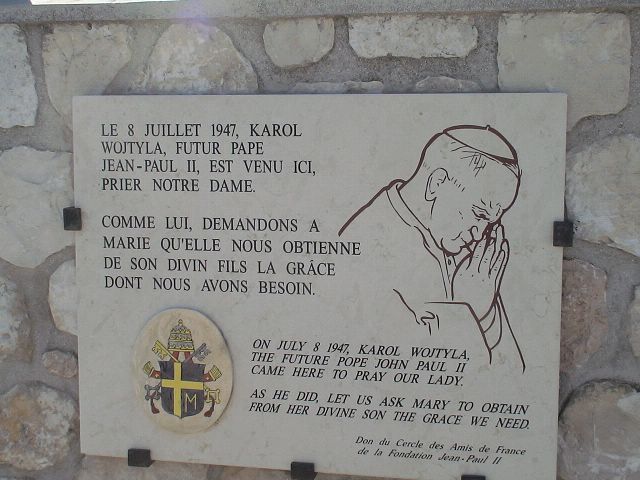 LE 8 JUILLET 1947, KAROL
WOJTYLA, FUTUR PAPE
JEAN-PAUL II, EST VENU ICI,
PRIER NOTRE DAME.
COMME LUI, DEMANDONS A
MARIE QU'ELLE NOUS OBTIENNE
DE SON DIVIN FILS LA GRÂCE
DONT NOUS AVONS BESOIN.
ON JULY 8 1947, KAROL WOJTYLA,
THE FUTURE POPE JOHN PAUL II
CAME HERE TO PRAY OUR LADY.
AS HE DID, LET US ASK MARY TO OBTAIN
FROM HER DIVINE SON THE GRACE WE NEED.
Don du Cercle des Amis de France
de la Fondation Jean-Paul II
M